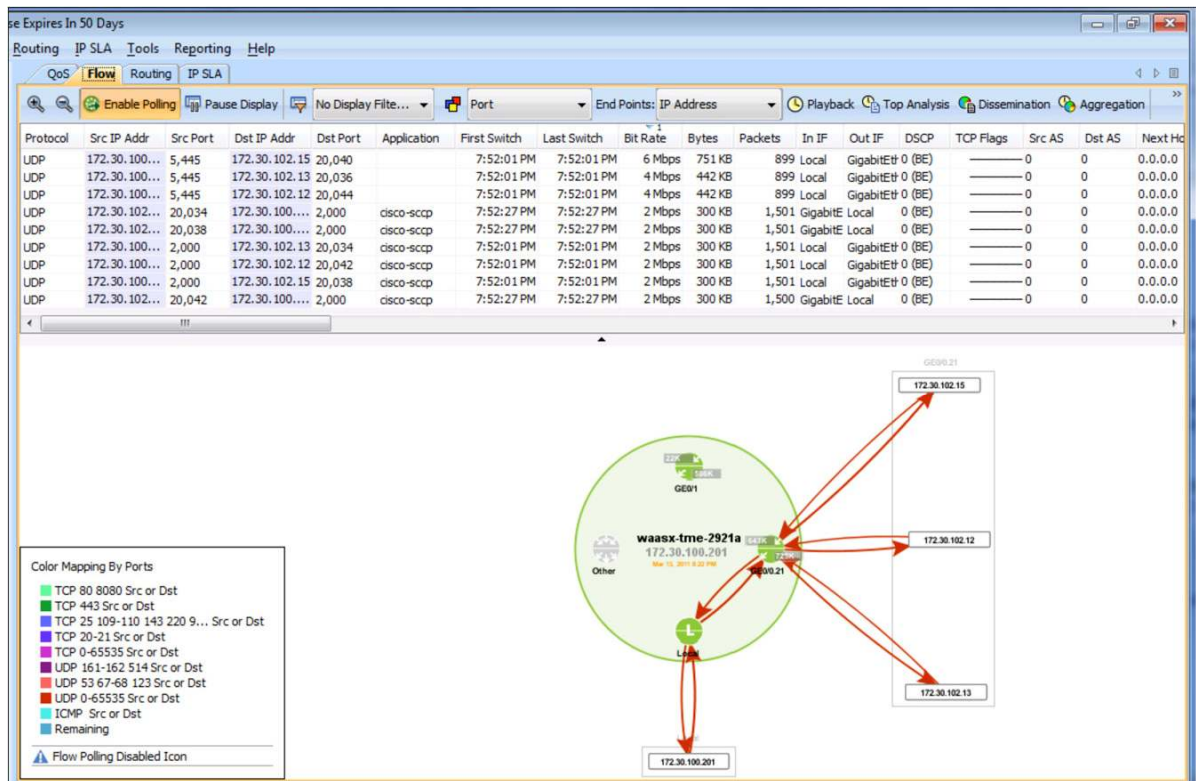 se Expires In 50 Days
Routing IP SLA Tools Reporting Help
QoS Flow Routing IP SLA
Enable Polling Pause Display No Display Filte... Port End Points: IP Address Playback Top Analysis Dissemination Aggregation »
Protocol Src IP Addr Src Port Dst IP Addr Dst Port Application First Switch Last Switch Bit Rate 1 Bytes Packets In IF Out IF DSCP TCP Flags Src AS Dst AS Next Ho
UDP 172.30.100... 5,445 172.30.102.15 20,040 7:52:01 PM 7:52:01 PM 6 Mbps 751 KB 899 Local GigabitEth 0 (BE) 0 0 0.0.0.0
UDP 172.30.100... 5,445 172.30.102.13 20,036 7:52:01 PM 7:52:01 PM 4 Mbps 442 KB 899 Local GigabitEth 0 (BE) 0 0 0.0.0.0
UDP 172.30.100... 5,445 172.30.102.12 20,044 7:52:01 PM 7:52:01 PM 4 Mbps 442 KB 899 Local GigabitEth 0 (BE) 0 0 0.0.0.0
UDP 172.30.102... 20,034 172.30.100.... 2,000 cisco-sccp 7:52:27 PM 7:52:27 PM 2 Mbps 300 KB 1,501 GigabitE Local 0 (BE) 0 0 0.0.0.0
UDP 172.30.102... 20,038 172.30.100.... 2,000 cisco-sccp 7:52:27 PM 7:52:27 PM 2 Mbps 300 KB 1,501 GigabitE Local 0 (BE) 0 0 0.0.0.0
UDP 172.30.100... 2,000 172.30.102.13 20,034 cisco-sccp 7:52:01 PM 7:52:01 PM 2 Mbps 300 KB 1,501 Local GigabitEth 0 (BE) 0 0 0.0.0.0
UDP 172.30.100... 2,000 172.30.102.12 20,042 cisco-sccp 7:52:01 PM 7:52:01 PM 2 Mbps 300 KB 1,501 Local GigabitEth 0 (BE) 0 0 0.0.0.0
UDP 172.30.100... 2,000 172.30.102.15 20,038 cisco-sccp 7:52:01 PM 7:52:01 PM 2 Mbps 300 KB 1,501 Local GigabitEth 0 (BE) 0 0 0.0.0.0
UDP 172.30.102... 20,042 172.30.100.... 2,000 cisco-sccp 7:52:27 PM 7:52:27 PM 2 Mbps 300 KB 1,500 GigabitE Local 0 (BE) 0 0 0.0.0.0
GE0/0.21
172.30.102.15
22K
GE0/1
waasx-tme-2921a
172.30.100.201
Other
GE0/0.21
172.30.102.12
L
Local
172.30.102.13
172.30.100.201
Color Mapping By Ports
TCP 80 8080 Src or Dst
TCP 443 Src or Dst
TCP 25 109-110 143 220 9... Src or Dst
TCP 20-21 Src or Dst
TCP 0-65535 Src or Dst
UDP 161-162 514 Src or Dst
UDP 53 67-68 123 Src or Dst
UDP 0-65535 Src or Dst
ICMP Src or Dst
Remaining
Flow Polling Disabled Icon